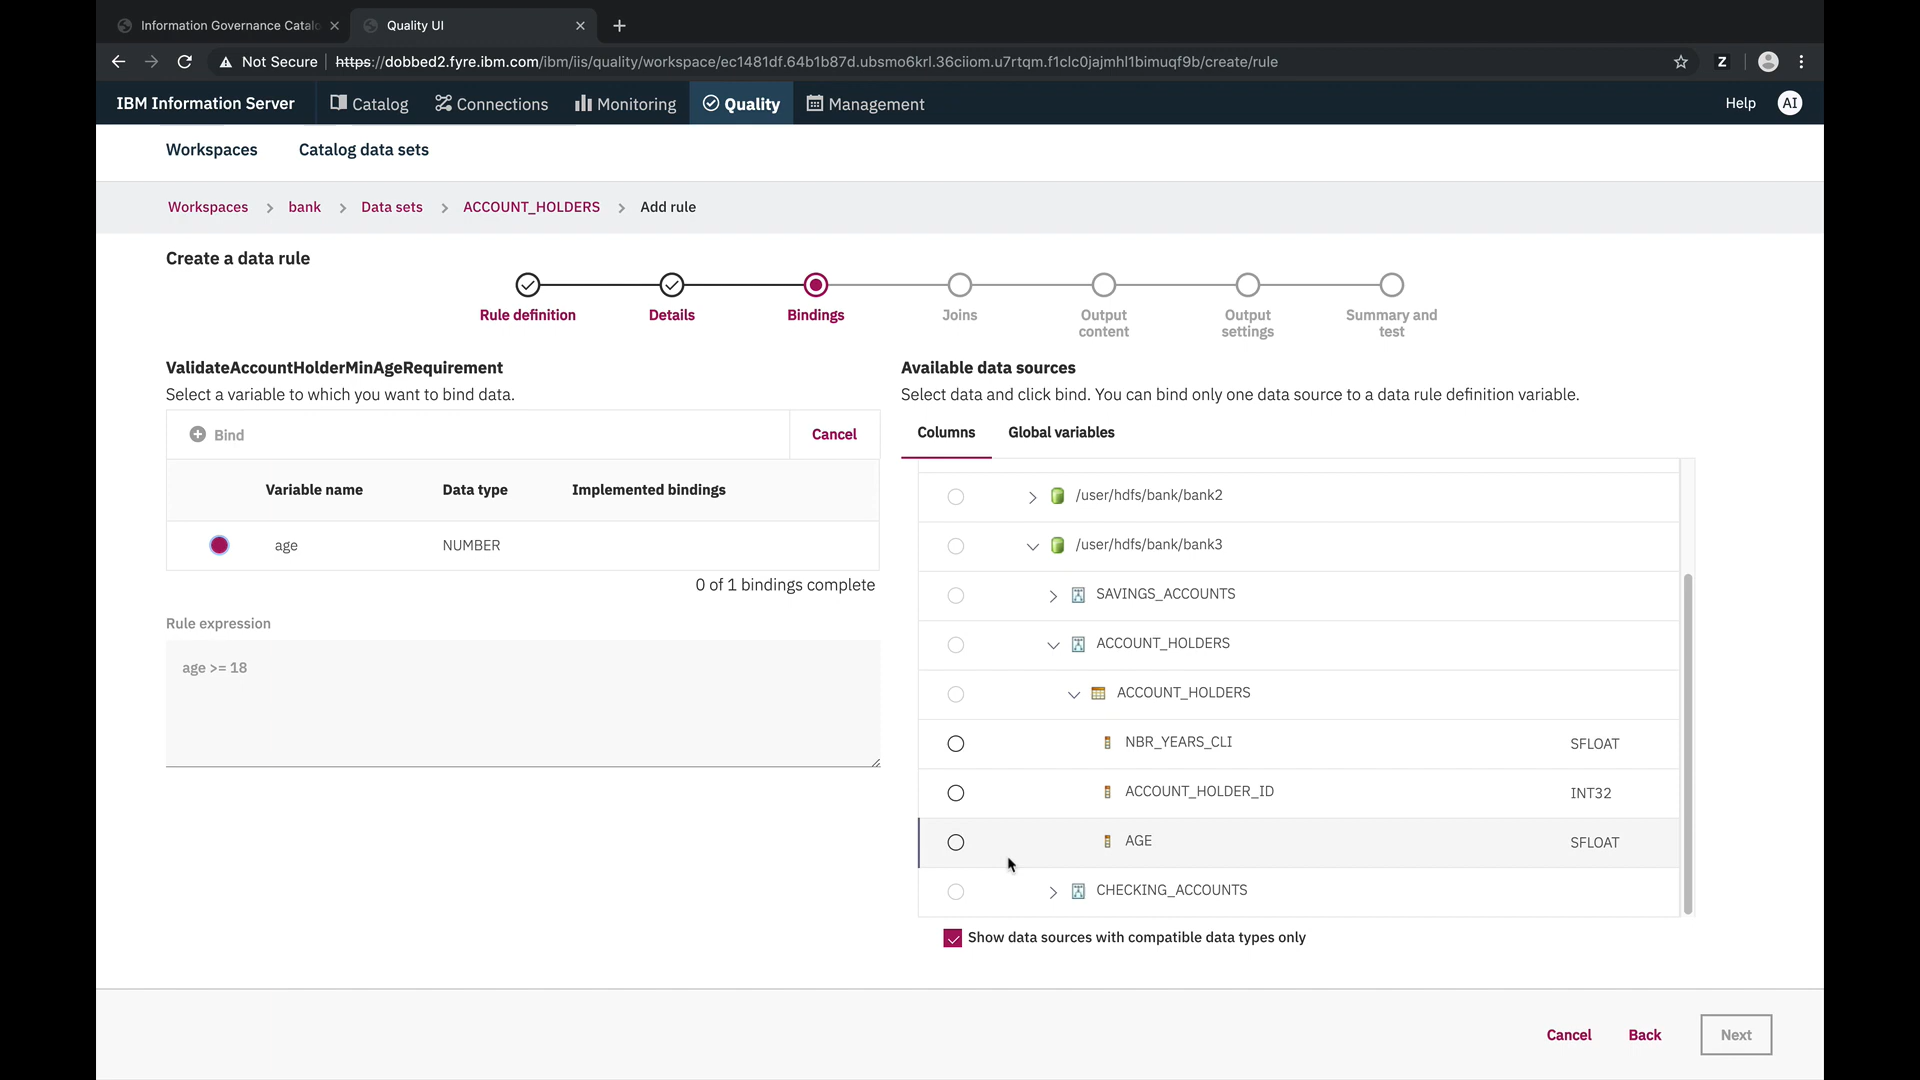 Information Governance Catalo
Quality UI
Not Secure
https://dobbed2.fyre.ibm.com/ibm/iis/quality/workspace/ec1481df.64b1b87d.ubsmo6krl.36ciiom.u7rtqm.f1clc0jajmhl1bimuqf9b/create/rule
Z
IBM Information Server
Catalog
Connections
Monitoring
Quality
Management
Help
AI
Workspaces
Catalog data sets
Workspaces > bank > Data sets > ACCOUNT_HOLDERS > Add rule
Create a data rule
Rule definition
Details
Bindings
Joins
Output
content
Output
settings
Summary and
test
ValidateAccountHolderMinAgeRequirement
Select a variable to which you want to bind data.
Bind
Cancel
Variable name
Data type
Implemented bindings
age
NUMBER
0 of 1 bindings complete
Rule expression
age >= 18
Available data sources
Select data and click bind. You can bind only one data source to a data rule definition variable.
Columns
Global variables
/user/hdfs/bank/bank2
/user/hdfs/bank/bank3
SAVINGS_ACCOUNTS
ACCOUNT_HOLDERS
ACCOUNT_HOLDERS
NBR_YEARS_CLI SFLOAT
ACCOUNT_HOLDER_ID INT32
AGE SFLOAT
CHECKING_ACCOUNTS
Show data sources with compatible data types only
Cancel
Back
Next